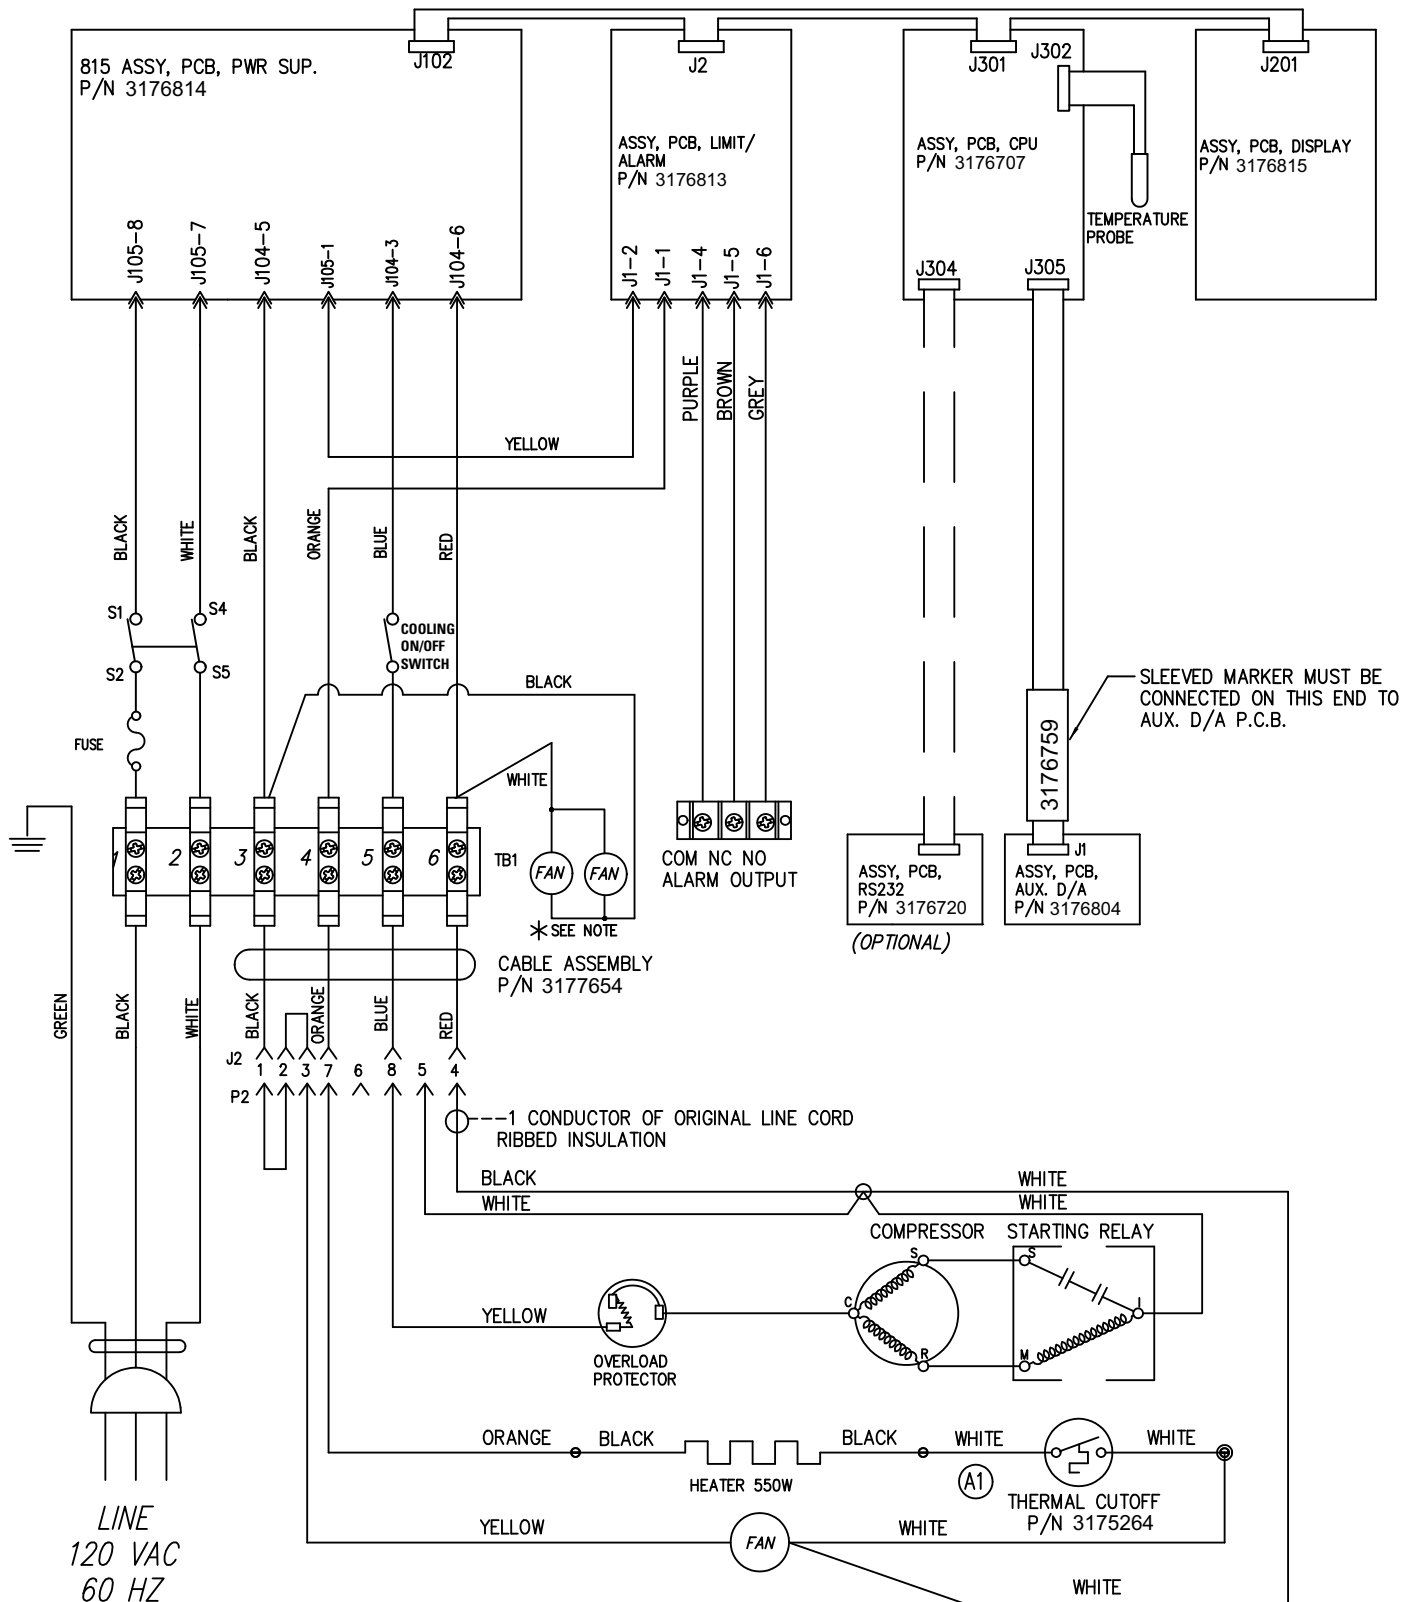 815 ASSY, PCB, PWR SUP.
P/N 3176814
J102
J2
J301
J302
J201
ASSY, PCB, LIMIT/
ALARM
P/N 3176813
ASSY, PCB, CPU
P/N 3176707
ASSY, PCB, DISPLAY
P/N 3176815
TEMPERATURE
PROBE
J105-8
J105-7
J104-5
J105-1
J104-3
J104-6
J1-2
J1-1
J1-4
J1-5
J1-6
J304
J305
PURPLE
BROWN
GREY
YELLOW
BLACK
WHITE
BLACK
ORANGE
BLUE
RED
S1
S4
S2
S5
COOLING
ON/OFF
SWITCH
BLACK
SLEEVED MARKER MUST BE
CONNECTED ON THIS END TO
AUX. D/A P.C.B.
3176759
FUSE
WHITE
1
2
3
4
5
6
TB1
FAN
FAN
* SEE NOTE
COM NC NO
ALARM OUTPUT
ASSY, PCB,
RS232
P/N 3176720
(OPTIONAL)
J1
ASSY, PCB,
AUX. D/A
P/N 3176804
CABLE ASSEMBLY
P/N 3177654
GREEN
BLACK
WHITE
BLACK
ORANGE
BLUE
RED
J2
1 2 3 7 6 8 5 4
P2
1 CONDUCTOR OF ORIGINAL LINE CORD
RIBBED INSULATION
BLACK
WHITE
WHITE
WHITE
COMPRESSOR
STARTING RELAY
S
S
C
I
R
M
YELLOW
OVERLOAD
PROTECTOR
ORANGE
BLACK
BLACK
WHITE
WHITE
HEATER 550W
A1
THERMAL CUTOFF
P/N 3175264
YELLOW
FAN
WHITE
WHITE
LINE
120 VAC
60 HZ